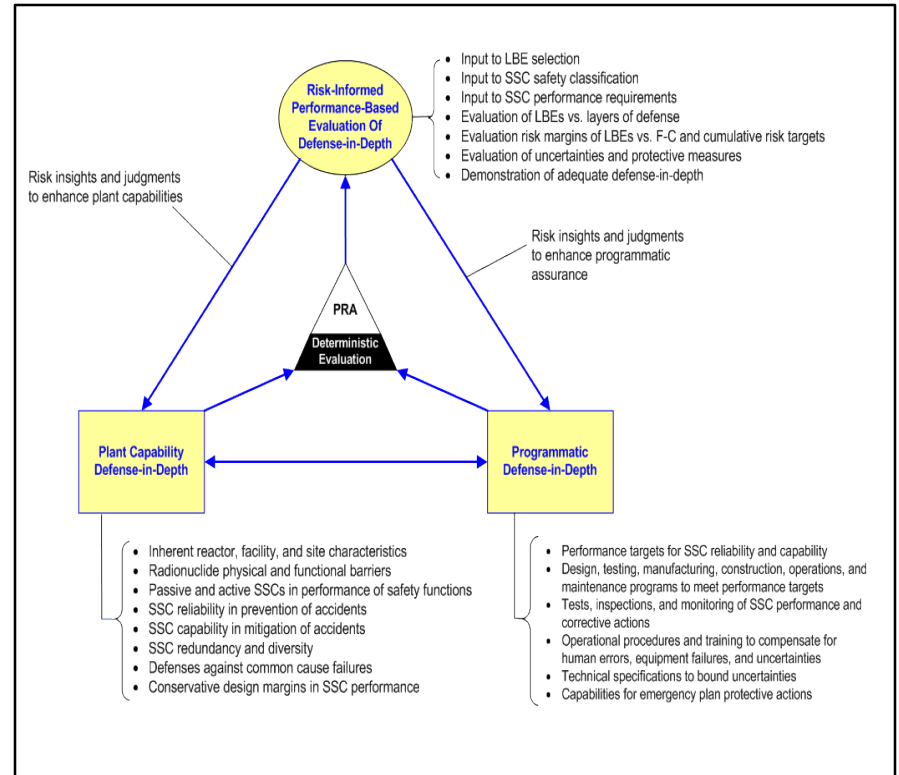 Risk-Informed
Performance-Based
Evaluation Of
Defense-in-Depth
• Input to LBE selection
• Input to SSC safety classification
• Input to SSC performance requirements
• Evaluation of LBEs vs. layers of defense
• Evaluation risk margins of LBEs vs. F-C and cumulative risk targets
• Evaluation of uncertainties and protective measures
• Demonstration of adequate defense-in-depth
Risk insights and judgments
to enhance plant capabilities
Risk insights and judgments
to enhance programmatic
assurance
PRA
Deterministic
Evaluation
Plant Capability
Defense-in-Depth
Programmatic
Defense-in-Depth
• Inherent reactor, facility, and site characteristics
• Radionuclide physical and functional barriers
• Passive and active SSCs in performance of safety functions
• SSC reliability in prevention of accidents
• SSC capability in mitigation of accidents
• SSC redundancy and diversity
• Defenses against common cause failures
• Conservative design margins in SSC performance
• Performance targets for SSC reliability and capability
• Design, testing, manufacturing, construction, operations, and
maintenance programs to meet performance targets
• Tests, inspections, and monitoring of SSC performance and
corrective actions
• Operational procedures and training to compensate for
human errors, equipment failures, and uncertainties
• Technical specifications to bound uncertainties
• Capabilities for emergency plan protective actions